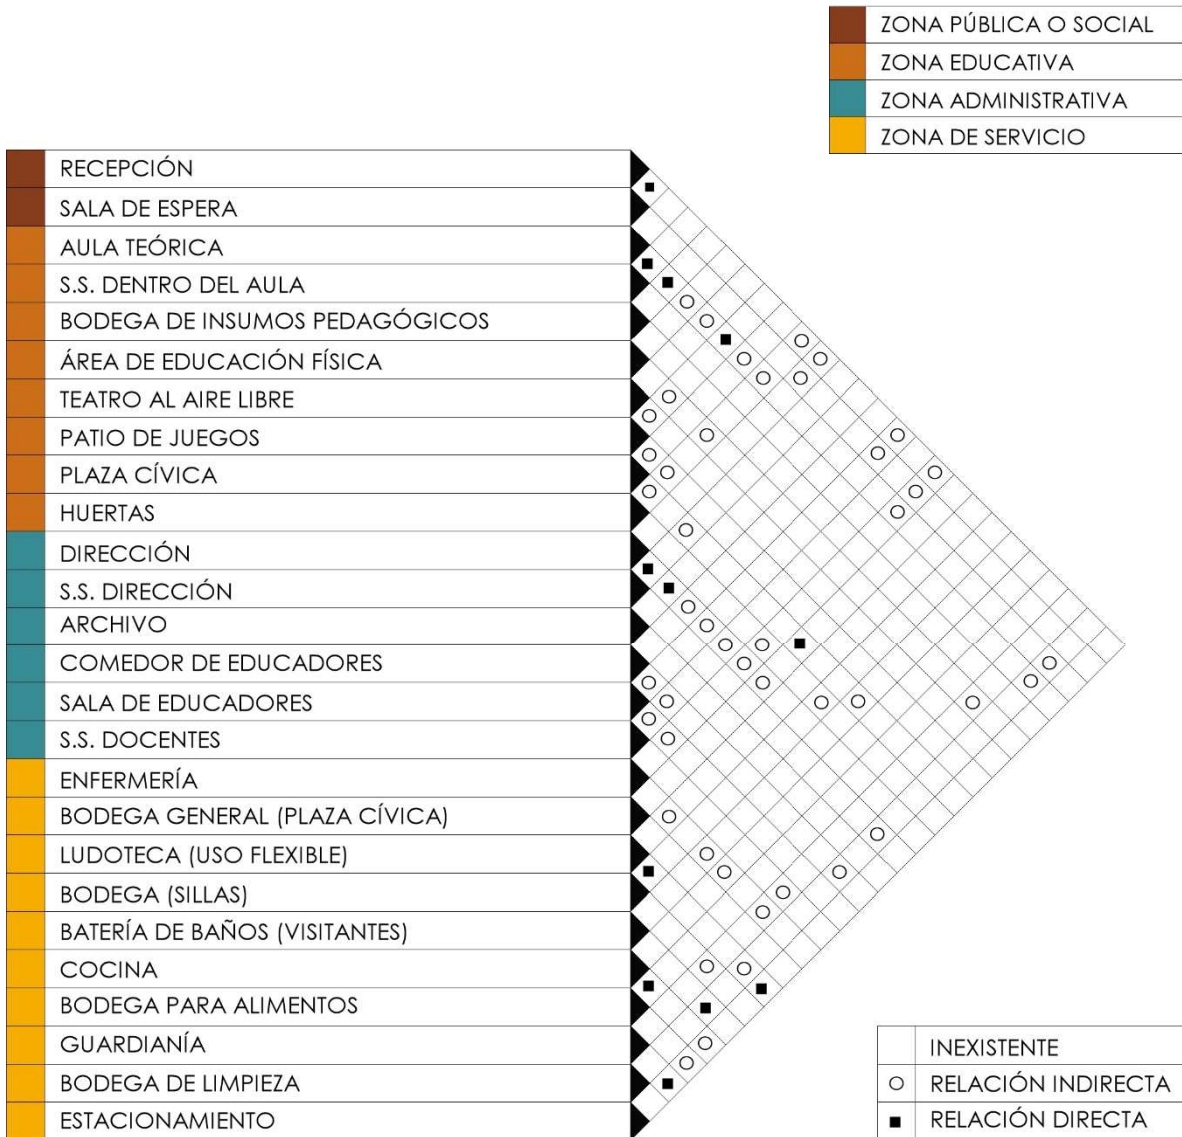 ZONA PÚBLICA O SOCIAL
ZONA EDUCATIVA
ZONA ADMINISTRATIVA
ZONA DE SERVICIO
RECEPCIÓN
SALA DE ESPERA
AULA TEÓRICA
S.S. DENTRO DEL AULA
BODEGA DE INSUMOS PEDAGÓGICOS
ÁREA DE EDUCACIÓN FÍSICA
TEATRO AL AIRE LIBRE
PATIO DE JUEGOS
PLAZA CÍVICA
HUERTAS
DIRECCIÓN
S.S. DIRECCIÓN
ARCHIVO
COMEDOR DE EDUCADORES
SALA DE EDUCADORES
S.S. DOCENTES
ENFERMERÍA
BODEGA GENERAL (PLAZA CÍVICA)
LUDOTECA (USO FLEXIBLE)
BODEGA (SILLAS)
BATERÍA DE BAÑOS (VISITANTES)
COCINA
BODEGA PARA ALIMENTOS
GUARDIANÍA
BODEGA DE LIMPIEZA
ESTACIONAMIENTO
INEXISTENTE
RELACIÓN INDIRECTA
RELACIÓN DIRECTA